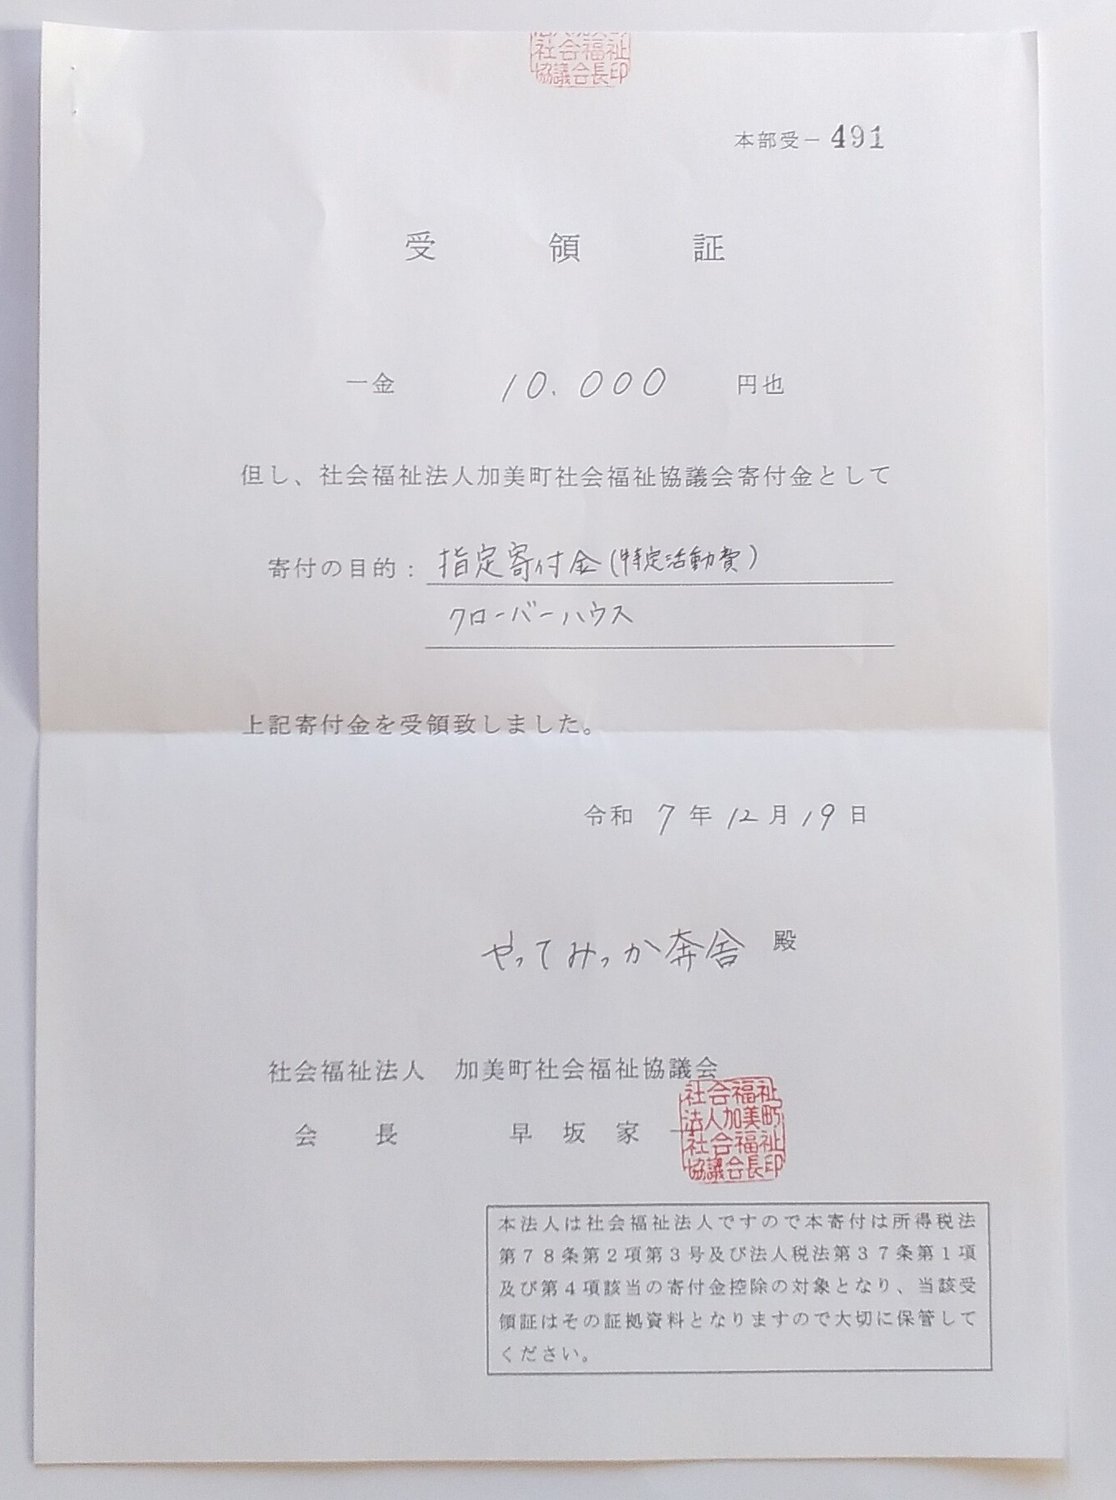 社会福祉
協議会長印
本部受－491
受領証
一金 10,000 円也
但し、社会福祉法人加美町社会福祉協議会寄付金として
寄付の目的：指定寄付金(特定活動費)
クローバーハウス
上記寄付金を受領致しました。
令和 7 年 12 月 19 日
やってみっか奔舎 殿
社会福祉法人 加美町社会福祉協議会
会長 早坂家一
社会福祉
法人加美町
社会福祉
協議会長印
本法人は社会福祉法人ですので本寄付は所得税法
第78条第2項第3号及び法人税法第37条第1項
及び第4項該当の寄付金控除の対象となり、当該受
領証はその証拠資料となりますので大切に保管して
ください。